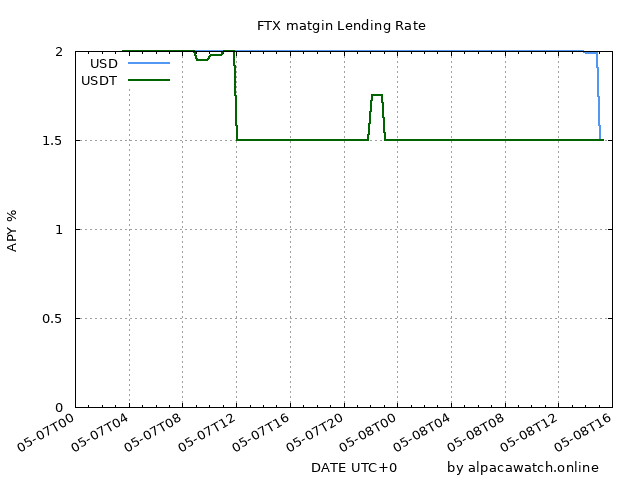 FTX matgin Lending Rate
2
USD
USDT
1.5
1
APY %
0.5
0
05-07T00 05-07T04 05-07T08 05-07T12 05-07T16 05-07T20 05-08T00 05-08T04 05-08T08 05-08T12 05-08T16
DATE UTC+0 by alpacawatch.online